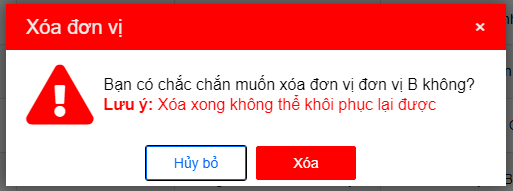 Xóa đơn vị
×
Bạn có chắc chắn muốn xóa đơn vị đơn vị B không?
Lưu ý: Xóa xong không thể khôi phục lại được
Hủy bỏ
Xóa